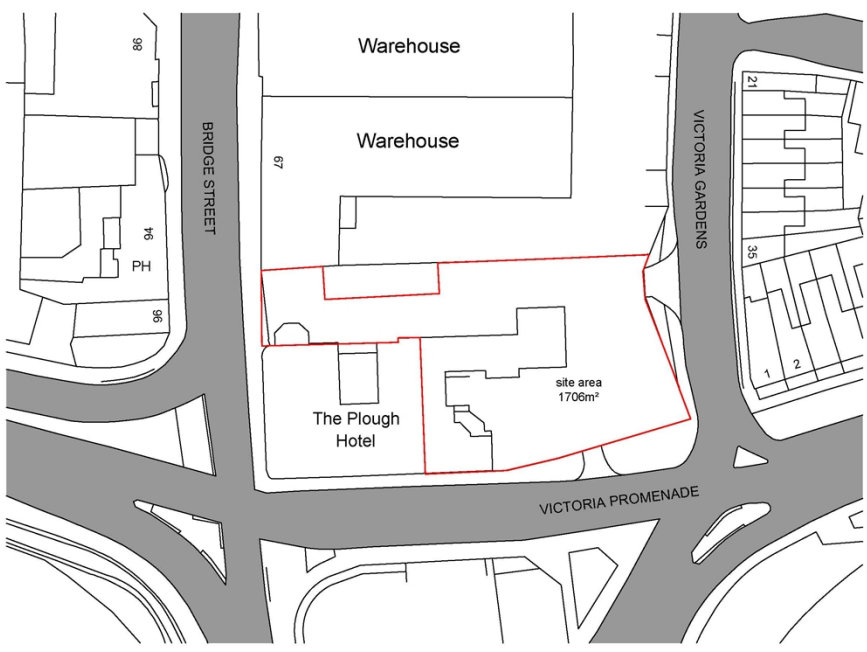 Warehouse
86
21
BRIDGE STREET
VICTORIA GARDENS
Warehouse
67
94
35
PH
96
1
2
site area
1706m²
The Plough
Hotel
VICTORIA PROMENADE